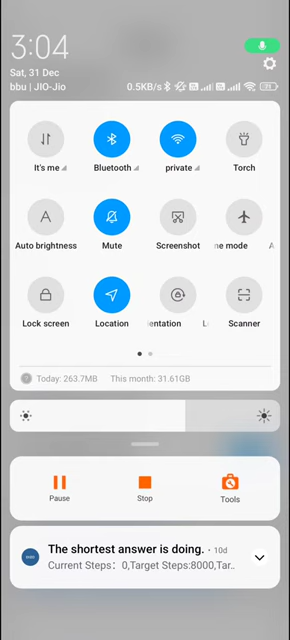 3:04
Sat, 31 Dec
bbu | JIO-Jio
0.5KB/s
It's me
Bluetooth
private
Torch
Auto brightness
Mute
Screenshot
ne mode
A
Lock screen
Location
ientation
L
Scanner
Today: 263.7MB This month: 31.61GB
Pause
Stop
Tools
The shortest answer is doing. · 10d
Current Steps： 0,Target Steps:8000,Tar..